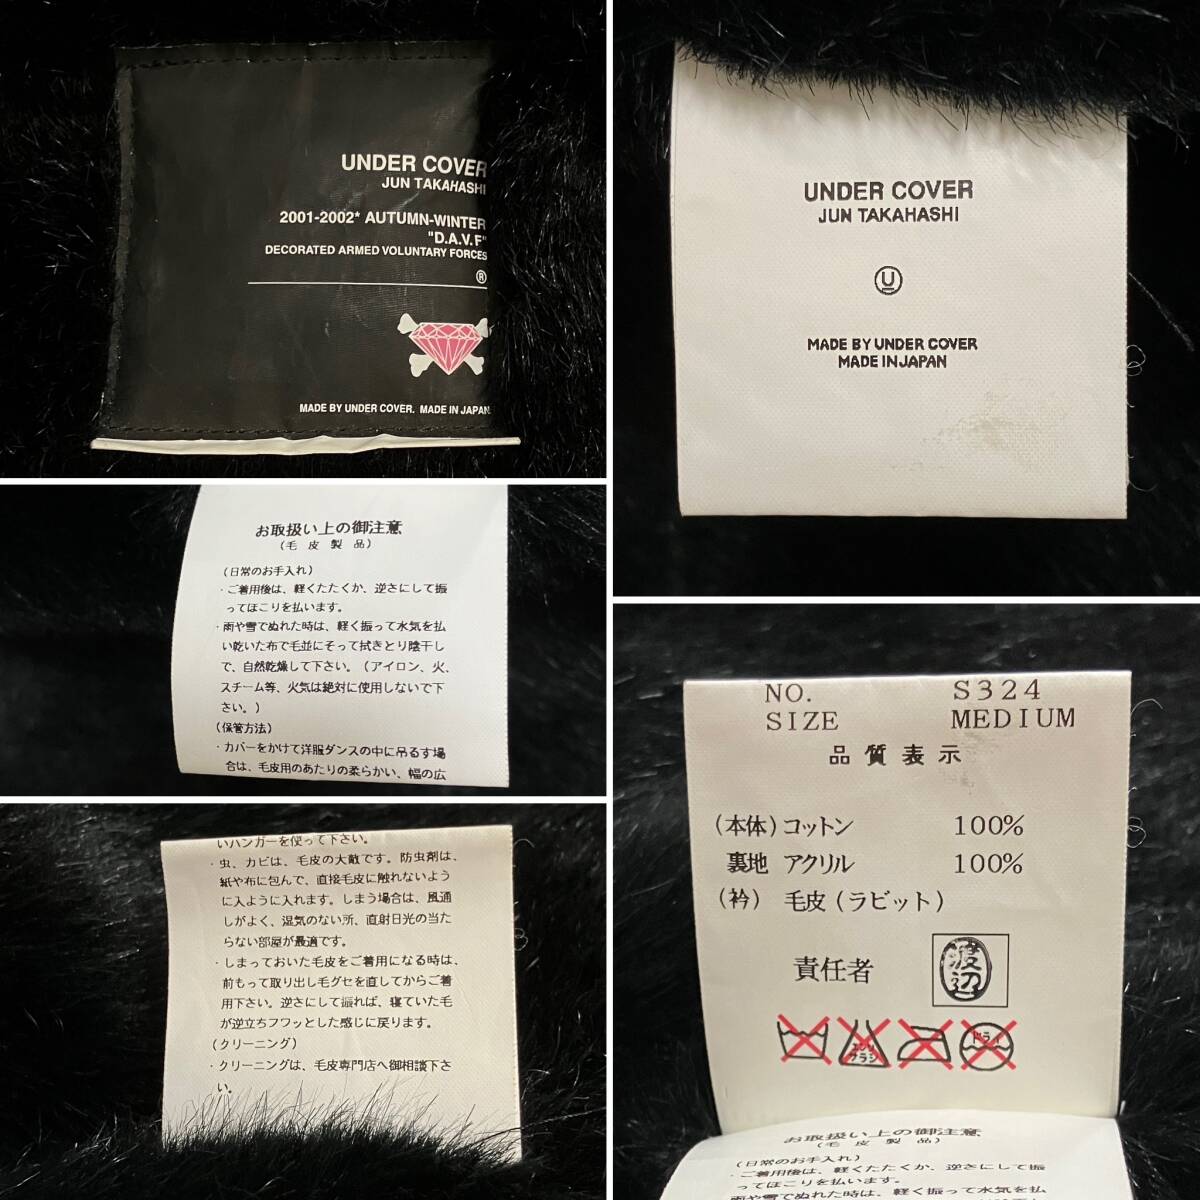 UNDER COVER
JUN TAKAHASHI
2001-2002* AUTUMN-WINTER
"D.A.V.F"
DECORATED ARMED VOLUNTARY FORCES
®
MADE BY UNDER COVER. MADE IN JAPAN.
UNDER COVER
JUN TAKAHASHI
U
MADE BY UNDER COVER
MADE IN JAPAN
お取扱い上の御注意
(毛皮製品)
(日常のお手入れ)
・ご着用後は、軽くたたくか、逆さにして振
ってほこりを払います。
・雨や雪でぬれた時は、軽く振って水気を払
い乾いた布で毛並にそって拭きとり陰干し
で、自然乾燥して下さい。(アイロン、火、
スチーム等、火気は絶対に使用しないで下
さい。)
(保管方法)
・カバーをかけて洋服ダンスの中に吊るす場
合は、毛皮用のあたりの柔らかい、幅の広
いハンガーを使って下さい。
・虫、カビは、毛皮の大敵です。防虫剤は、
紙や布に包んで、直接毛皮に触れないよう
に入ように入れます。しまう場合は、風通
しがよく、湿気のない所、直射日光の当た
らない部屋が最適です。
・しまっておいた毛皮をご着用になる時は、
前もって取り出し毛グセを直してからご着
用下さい。逆さにして振れば、寝ていた毛
が逆立ちフワッとした感じに戻ります。
(クリーニング)
・クリーニングは、毛皮専門店へ御相談下さ
い。
NO. S324
SIZE MEDIUM
品質表示
(本体)コットン 100%
裏地 アクリル 100%
(衿) 毛皮(ラビット)
責任者 渡辺
エンソ
サラシ
ドライ
お取扱い上の御注意
(毛皮製品)
(日常のお手入れ)
・ご着用後は、軽くたたくか、逆さにして振
ってほこりを払います。
・雨や雪でぬれた時は、軽く振って水気を払